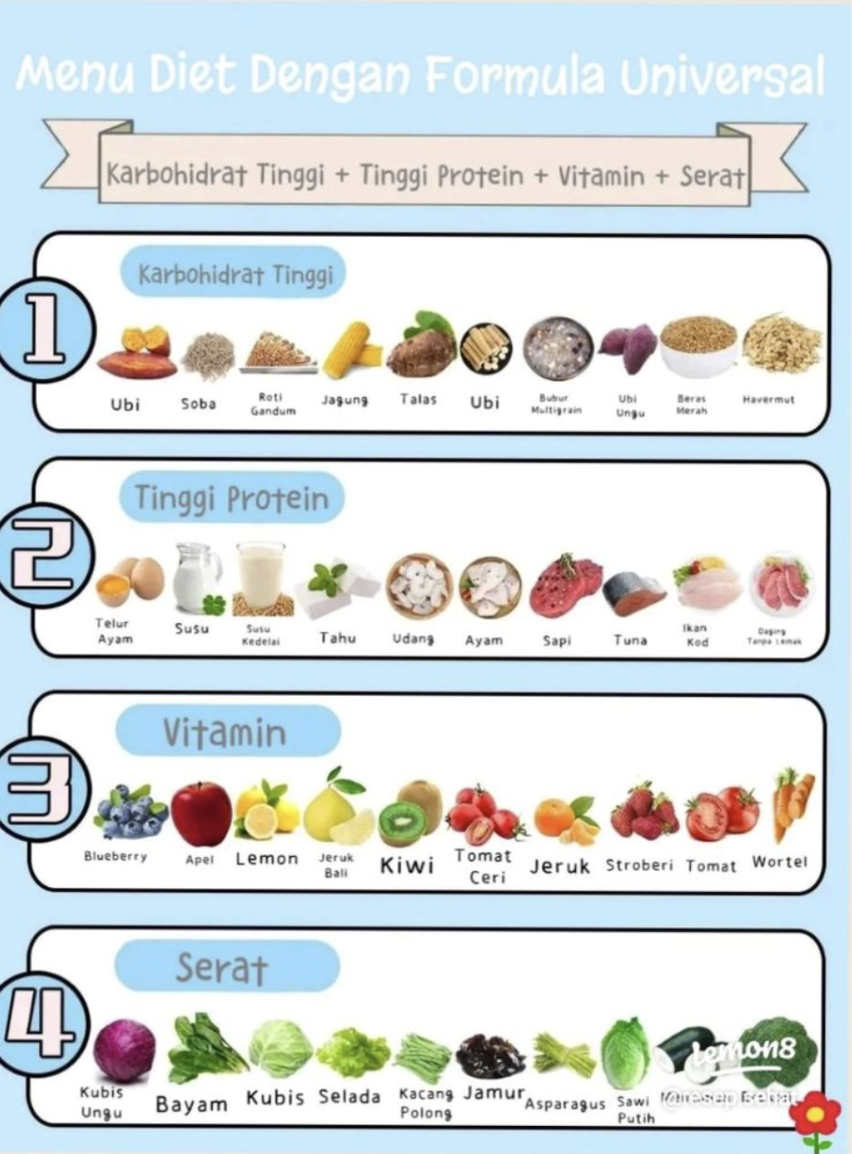 Menu Diet Dengan Formula Universal
Karbohidrat Tinggi + Tinggi Protein + Vitamin + Serat
1
Karbohidrat Tinggi
Ubi
Soba
Roti
Gandum
Jagung
Talas
Ubi
Bubur
Multigrain
Ubi
Ungu
Beras
Merah
Havermut
2
Tinggi Protein
Telur
Ayam
Susu
Susu
Kedelai
Tahu
Udang
Ayam
Sapi
Tuna
Ikan
Kod
Daging
Tanpa Lemak
3
Vitamin
Blueberry
Apel
Lemon
Jeruk
Bali
Kiwi
Tomat
Ceri
Jeruk
Stroberi
Tomat
Wortel
4
Serat
Kubis
Ungu
Bayam
Kubis
Selada
Kacang
Polong
Jamur
Asparagus
Sawi
Putih
lemon8
@resep.sehat